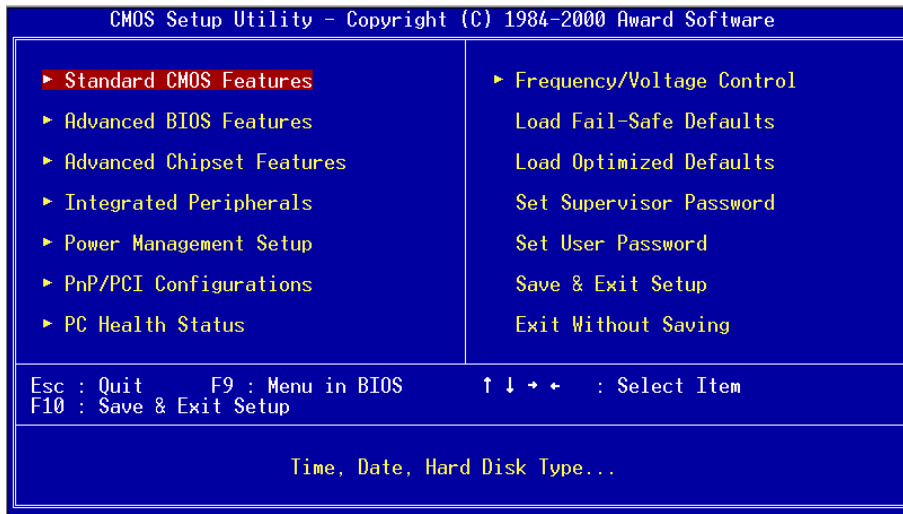 CMOS Setup Utility - Copyright (C) 1984-2000 Award Software
► Standard CMOS Features
► Advanced BIOS Features
► Advanced Chipset Features
► Integrated Peripherals
► Power Management Setup
► PnP/PCI Configurations
► PC Health Status
► Frequency/Voltage Control
Load Fail-Safe Defaults
Load Optimized Defaults
Set Supervisor Password
Set User Password
Save & Exit Setup
Exit Without Saving
Esc : Quit F9 : Menu in BIOS ↑ ↓ → ← : Select Item
F10 : Save & Exit Setup
Time, Date, Hard Disk Type...